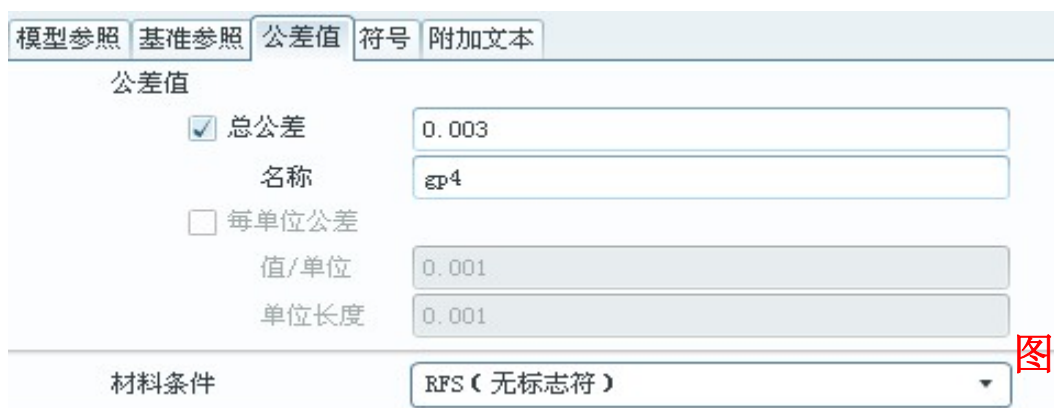 模型参照 基准参照 公差值 符号 附加文本
公差值
总公差 0.003
名称 gp4
每单位公差
值/单位 0.001
单位长度 0.001
图
材料条件 RFS(无标志符)